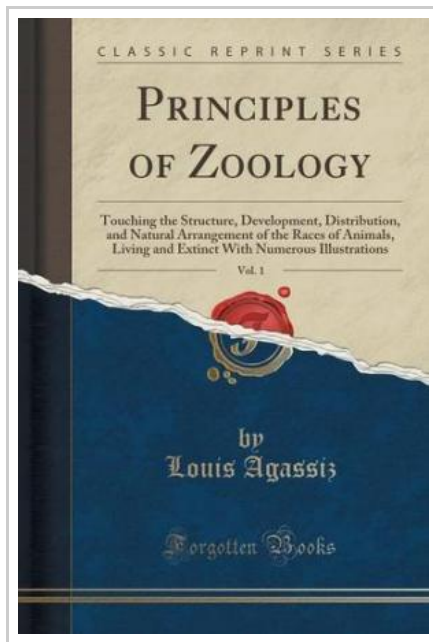 CLASSIC REPRINT SERIES
PRINCIPLES
OF ZOOLOGY
Touching the Structure, Development, Distribution,
and Natural Arrangement of the Races of Animals,
Living and Extinct With Numerous Illustrations
Vol. 1
by
Louis Agassiz
Forgotten Books